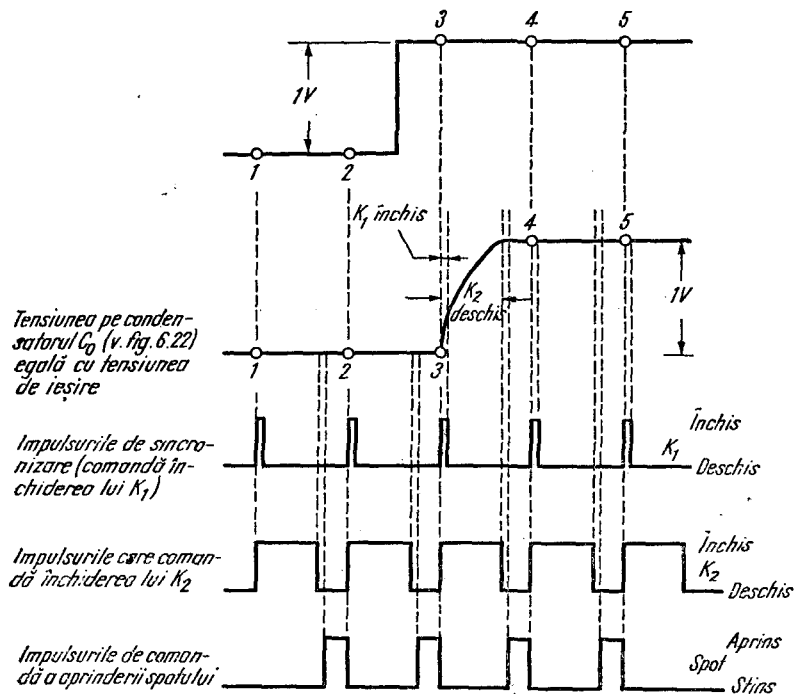 3 4 5
1V
1 2
K₁ închis
4 5
K₂
deschis
1V
Tensiunea pe conden-
satorul C₀ (v. fig. 6.22)
egală cu tensiunea
de ieșire
1 2 3
Impulsurile de sincro-
nizare (comandă în-
chiderea lui K₁)
Închis
K₁
Deschis
Impulsurile care coman-
dă închiderea lui K₂
Închis
K₂
Deschis
Impulsurile de coman-
dă a aprinderii spotului
Aprins
Spot
Stins